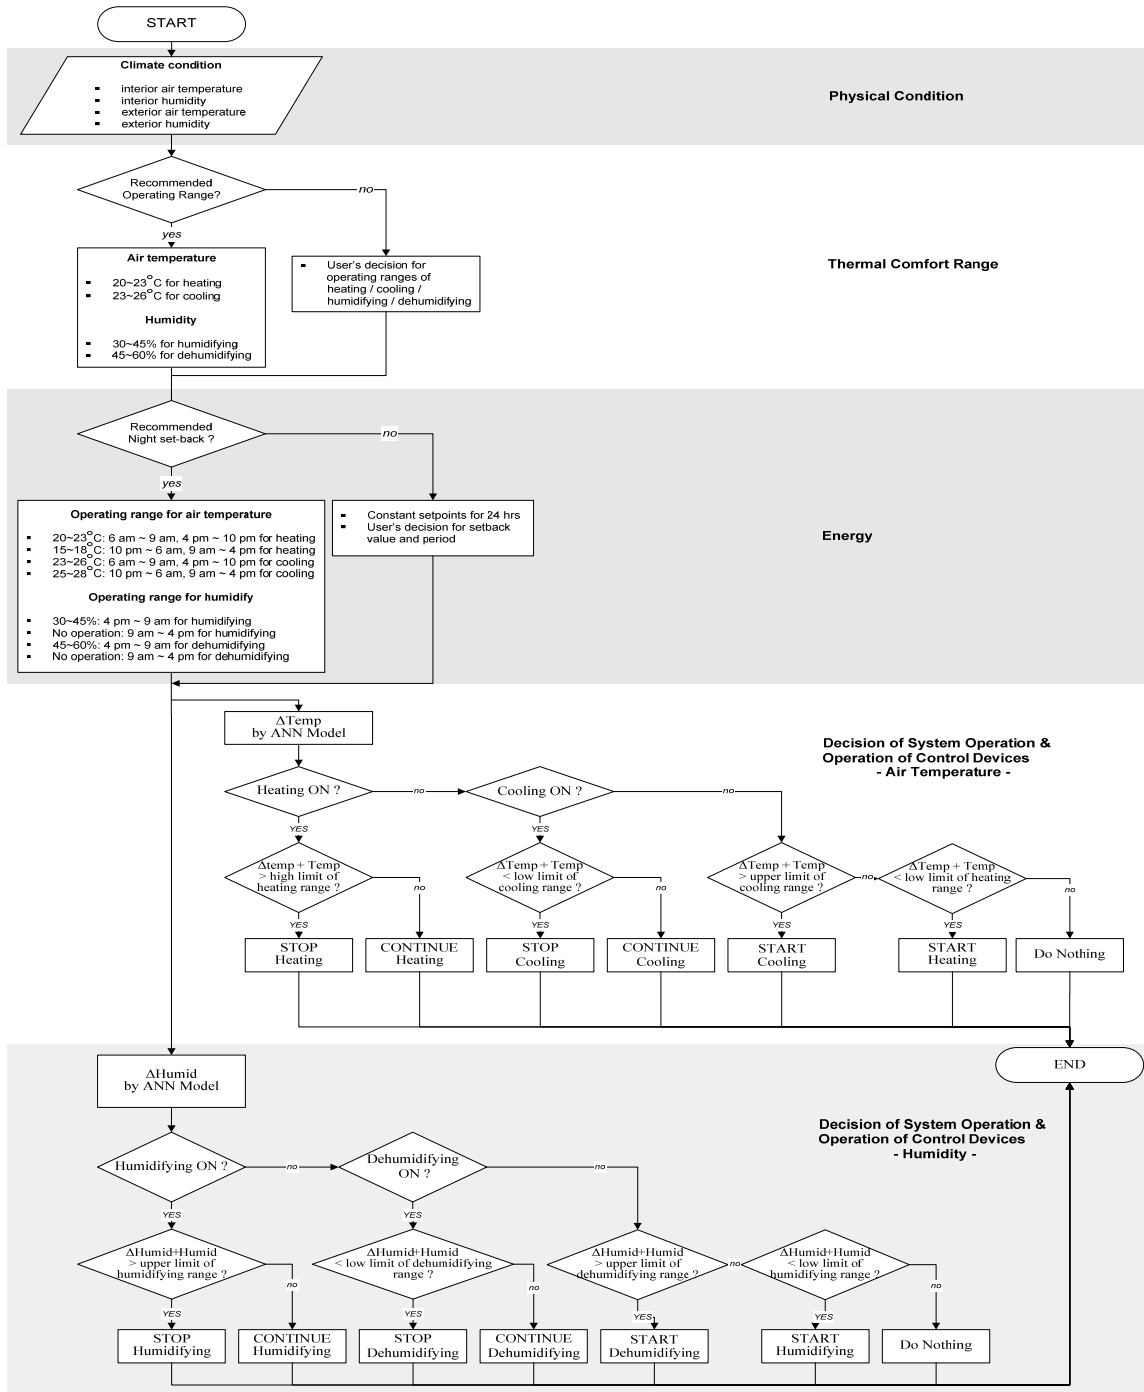 START
Climate condition
▪ interior air temperature
▪ interior humidity
▪ exterior air temperature
▪ exterior humidity
Physical Condition
Recommended
Operating Range?
no
yes
Air temperature
▪ 20~23°C for heating
▪ 23~26°C for cooling
Humidity
▪ 30~45% for humidifying
▪ 45~60% for dehumidifying
▪ User's decision for
operating ranges of
heating / cooling /
humidifying / dehumidifying
Thermal Comfort Range
Recommended
Night set-back ?
no
yes
Operating range for air temperature
▪ 20~23°C: 6 am ~ 9 am, 4 pm ~ 10 pm for heating
▪ 15~18°C: 10 pm ~ 6 am, 9 am ~ 4 pm for heating
▪ 23~26°C: 6 am ~ 9 am, 4 pm ~ 10 pm for cooling
▪ 25~28°C: 10 pm ~ 6 am, 9 am ~ 4 pm for cooling
Operating range for humidify
▪ 30~45%: 4 pm ~ 9 am for humidifying
▪ No operation: 9 am ~ 4 pm for humidifying
▪ 45~60%: 4 pm ~ 9 am for dehumidifying
▪ No operation: 9 am ~ 4 pm for dehumidifying
▪ Constant setpoints for 24 hrs
▪ User's decision for setback
value and period
Energy
ΔTemp
by ANN Model
Decision of System Operation &
Operation of Control Devices
- Air Temperature -
Heating ON ?
no
Cooling ON ?
no
YES
YES
Δtemp + Temp
> high limit of
heating range ?
no
ΔTemp + Temp
< low limit of
cooling range ?
no
ΔTemp + Temp
> upper limit of
cooling range ?
no
ΔTemp + Temp
< low limit of heating
range ?
no
YES
YES
YES
YES
STOP
Heating
CONTINUE
Heating
STOP
Cooling
CONTINUE
Cooling
START
Cooling
START
Heating
Do Nothing
END
ΔHumid
by ANN Model
Decision of System Operation &
Operation of Control Devices
- Humidity -
Humidifying ON ?
no
Dehumidifying
ON ?
no
YES
YES
ΔHumid+Humid
> upper limit of
humidifying range ?
no
ΔHumid+Humid
< low limit of dehumidifying
range ?
no
ΔHumid+Humid
> upper limit of
dehumidifying range ?
no
ΔHumid+Humid
< low limit of
humidifying range ?
no
YES
YES
YES
YES
STOP
Humidifying
CONTINUE
Humidifying
STOP
Dehumidifying
CONTINUE
Dehumidifying
START
Dehumidifying
START
Humidifying
Do Nothing